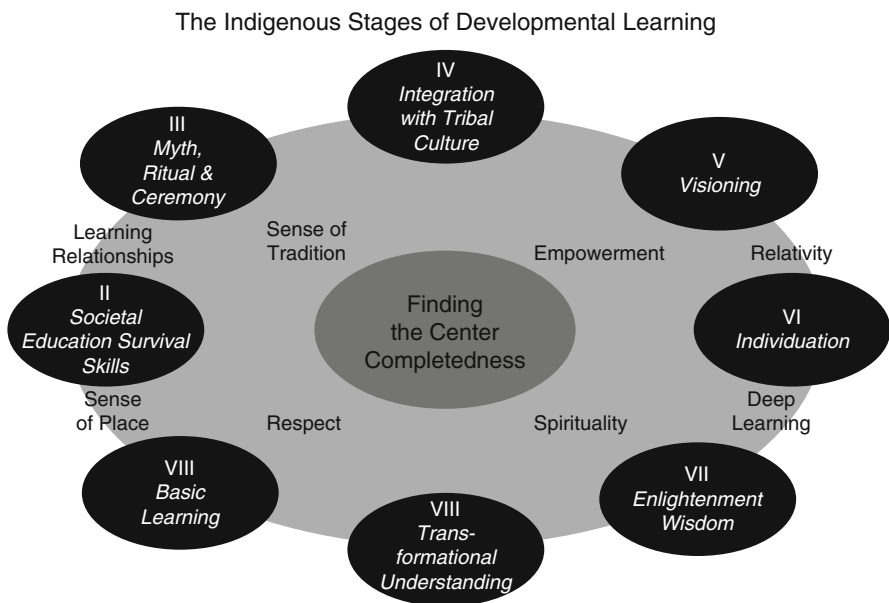 The Indigenous Stages of Developmental Learning
IV
Integration
with Tribal
Culture
III
Myth,
Ritual &
Ceremony
V
Visioning
Learning
Relationships
Sense of
Tradition
Empowerment
Relativity
II
Societal
Education Survival
Skills
Finding
the Center
Completedness
VI
Individuation
Sense
of Place
Respect
Spirituality
Deep
Learning
VIII
Basic
Learning
VIII
Trans-
formational
Understanding
VII
Enlightenment
Wisdom